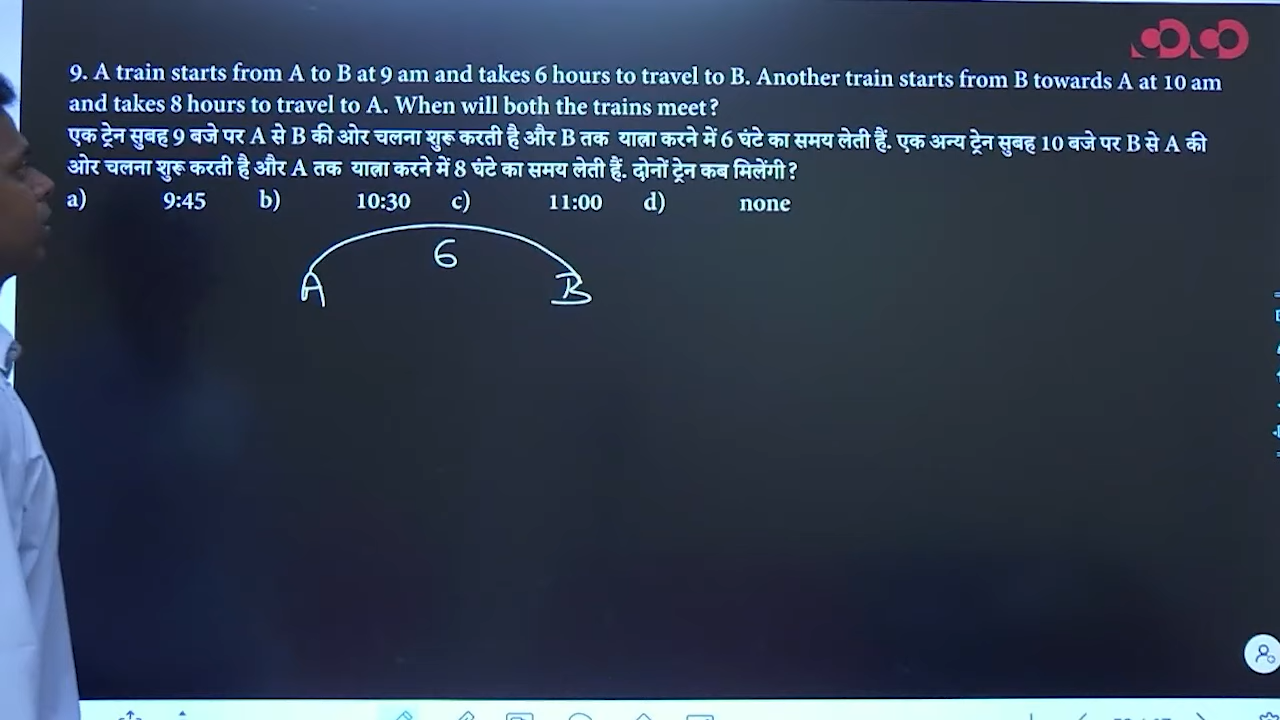 9. A train starts from A to B at 9 am and takes 6 hours to travel to B. Another train starts from B towards A at 10 am
and takes 8 hours to travel to A. When will both the trains meet?
एक ट्रेन सुबह 9 बजे पर A से B की ओर चलना शुरू करती है और B तक यात्रा करने में 6 घंटे का समय लेती हैं. एक अन्य ट्रेन सुबह 10 बजे पर B से A की
ओर चलना शुरू करती है और A तक यात्रा करने में 8 घंटे का समय लेती हैं. दोनों ट्रेन कब मिलेंगी?
a) 9:45 b) 10:30 c) 11:00 d) none
6
A B